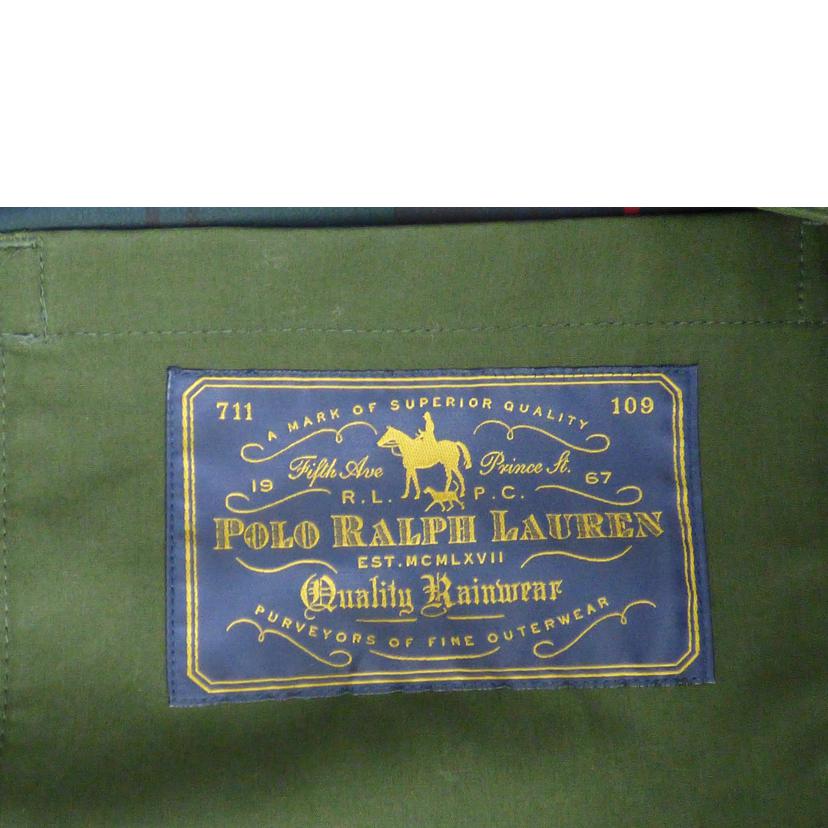 711 109
A MARK OF SUPERIOR QUALITY
Fifth Ave Prince St.
19 67
R.L. P.C.
POLO RALPH LAUREN
EST.MCMLXVII
Quality Rainwear
PURVEYORS OF FINE OUTERWEAR